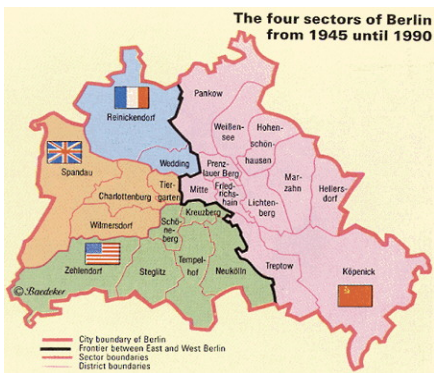 The four sectors of Berlin
from 1945 until 1990
Pankow
Reinickendorf
Weißen-
see
Hohen-
schön-
hausen
Wedding
Prenz-
lauer Berg
Mar-
zahn
Hellers-
dorf
Spandau
Tier-
garten
Mitte
Fried-
richs-
hain
Lichten-
berg
Charlottenburg
Kreuzberg
Wilmersdorf
Schö-
ne-
berg
Zehlendorf
Steglitz
Tempel-
hof
Neukölln
Treptow
Köpenick
©Baedeker
City boundary of Berlin
Frontier between East and West Berlin
Sector boundaries
District boundaries